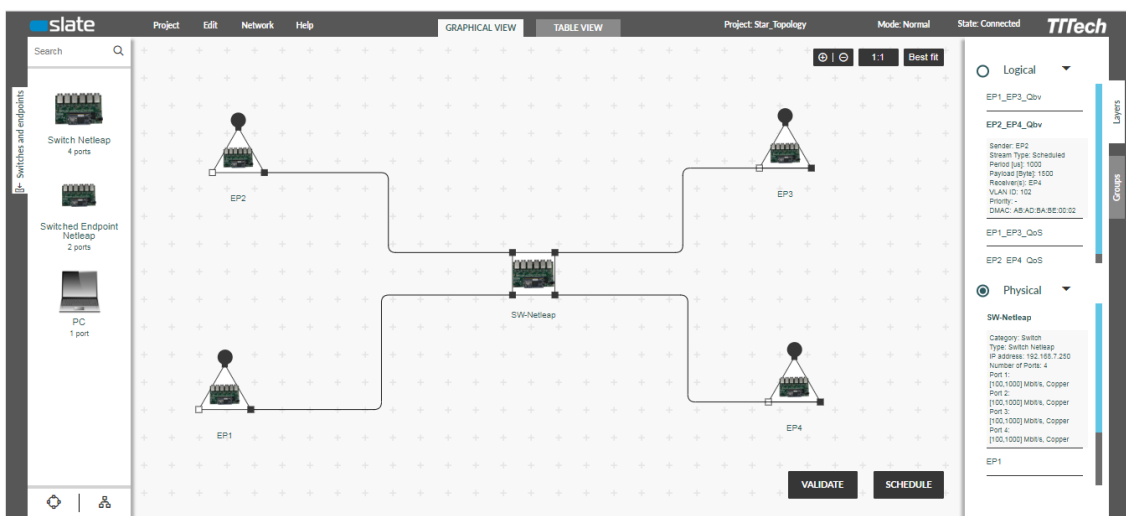 slate
Project Edit Network Help
GRAPHICAL VIEW TABLE VIEW
Project: Star_Topology
Mode: Normal
State: Connected
TTTech
Search
Switches and endpoints
Switch Netleap
4 ports
Switched Endpoint
Netleap
2 ports
PC
1 port
1:1
Best fit
EP2
EP3
SW-Netleap
EP1
EP4
VALIDATE
SCHEDULE
Logical
EP1_EP3_Qbv
EP2_EP4_Qbv
Sender: EP2
Stream Type: Scheduled
Period [us]: 1000
Payload [Byte]: 1500
Receiver(s): EP4
VLAN ID: 102
Priority: -
DMAC: AB:AD:BA:BE:00:02
EP1_EP3_QoS
EP2_EP4_QoS
Physical
SW-Netleap
Category: Switch
Type: Switch Netleap
IP address: 192.168.7.250
Number of Ports: 4
Port 1:
[100,1000] Mbit/s, Copper
Port 2:
[100,1000] Mbit/s, Copper
Port 3:
[100,1000] Mbit/s, Copper
Port 4:
[100,1000] Mbit/s, Copper
EP1
Layers
Groups